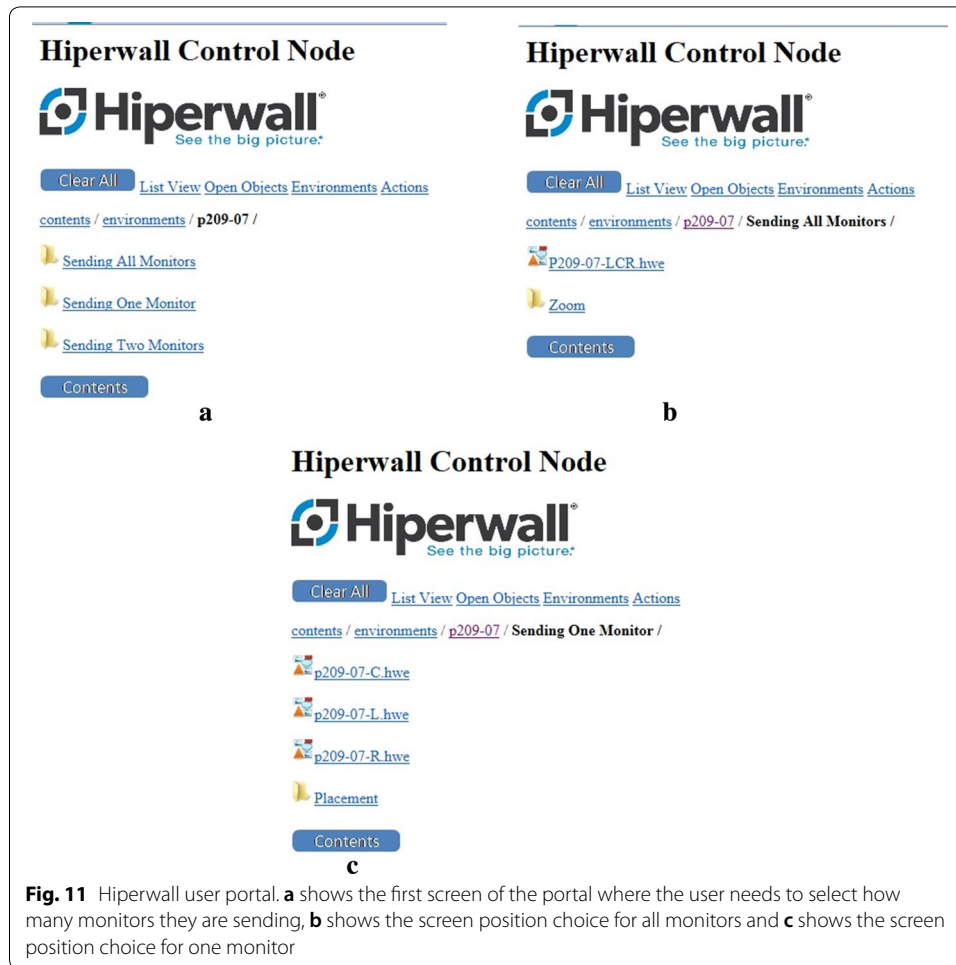 Hiperwall Control Node
Hiperwall®
See the big picture.®
Clear All List View Open Objects Environments Actions
contents / environments / p209-07 /
Sending All Monitors
Sending One Monitor
Sending Two Monitors
Contents
a
Hiperwall Control Node
Hiperwall®
See the big picture.®
Clear All List View Open Objects Environments Actions
contents / environments / p209-07 / Sending All Monitors /
P209-07-LCR.hwe
Zoom
Contents
b
Hiperwall Control Node
Hiperwall®
See the big picture.®
Clear All List View Open Objects Environments Actions
contents / environments / p209-07 / Sending One Monitor /
p209-07-C.hwe
p209-07-L.hwe
p209-07-R.hwe
Placement
Contents
c
Fig. 11 Hiperwall user portal. a shows the first screen of the portal where the user needs to select how
many monitors they are sending, b shows the screen position choice for all monitors and c shows the screen
position choice for one monitor